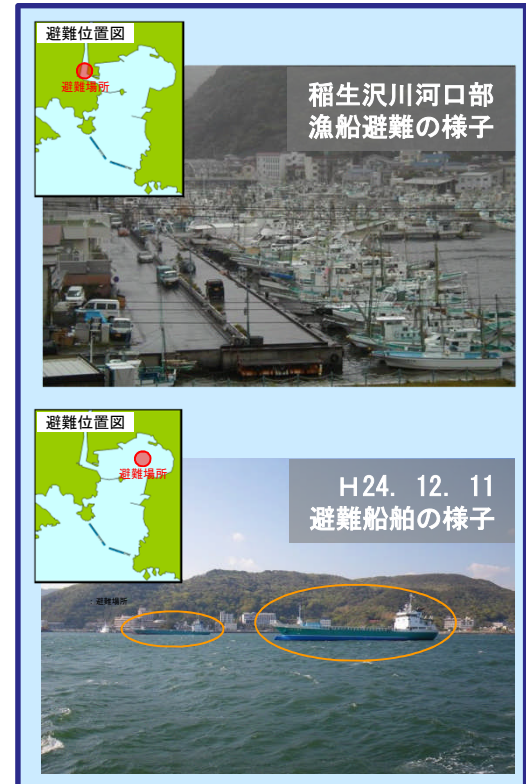 避難位置図
避難場所
稲生沢川河口部
漁船避難の様子
避難位置図
避難場所
H24. 12. 11
避難船舶の様子
避難場所